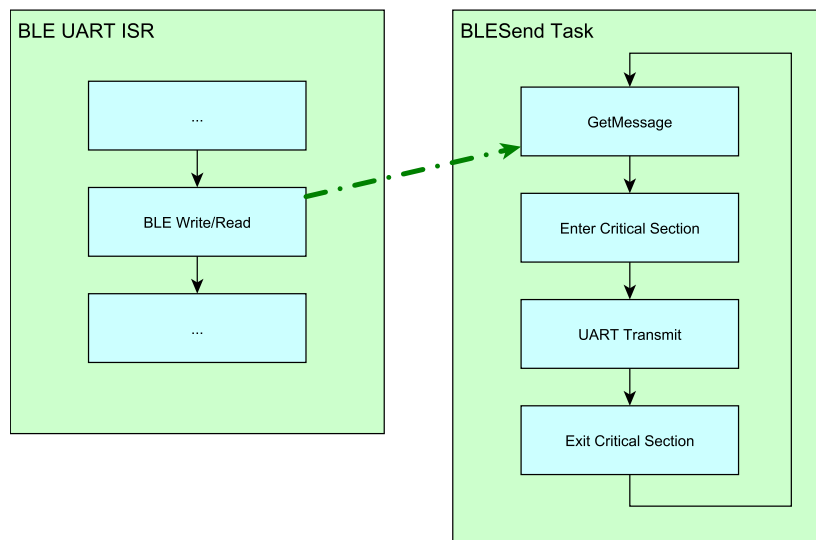 BLE UART ISR
...
BLE Write/Read
...
BLESend Task
GetMessage
Enter Critical Section
UART Transmit
Exit Critical Section